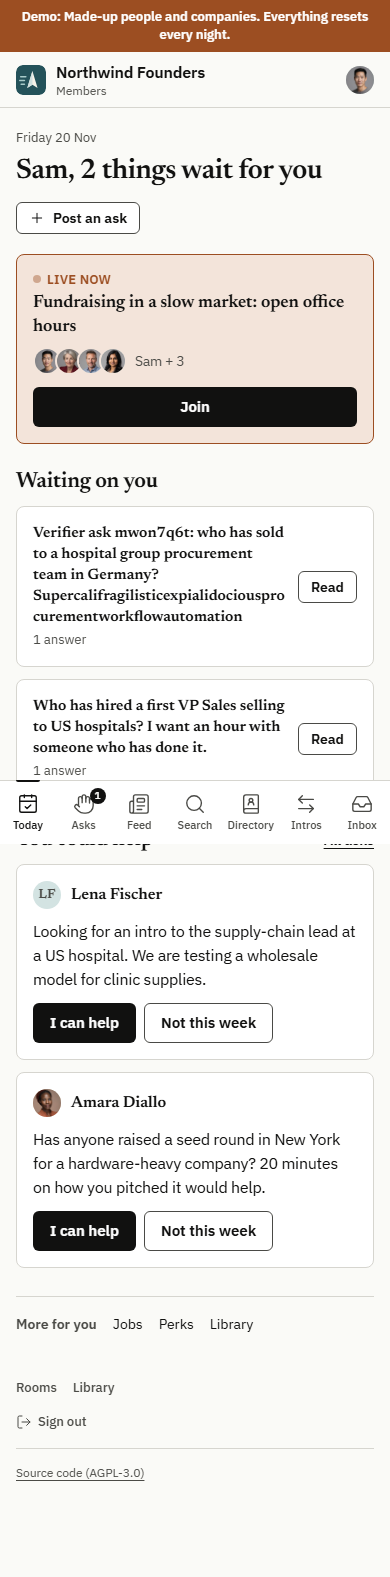 Demo: Made-up people and companies. Everything resets
every night.
Northwind Founders
Members
Friday 20 Nov
Sam, 2 things wait for you
Post an ask
LIVE NOW
Fundraising in a slow market: open office
hours
Sam + 3
Join
Waiting on you
Verifier ask mwon7q6t: who has sold
to a hospital group procurement
team in Germany?
Supercalifragilisticexpialidociouspro
curementworkflowautomation
1 answer
Read
Who has hired a first VP Sales selling
to US hospitals? I want an hour with
someone who has done it.
1 answer
Read
1
Today
Asks
Feed
Search
Directory
Intros
Inbox
LF
Lena Fischer
Looking for an intro to the supply-chain lead at
a US hospital. We are testing a wholesale
model for clinic supplies.
I can help
Not this week
Amara Diallo
Has anyone raised a seed round in New York
for a hardware-heavy company? 20 minutes
on how you pitched it would help.
I can help
Not this week
More for you
Jobs
Perks
Library
Rooms
Library
Sign out
Source code (AGPL-3.0)